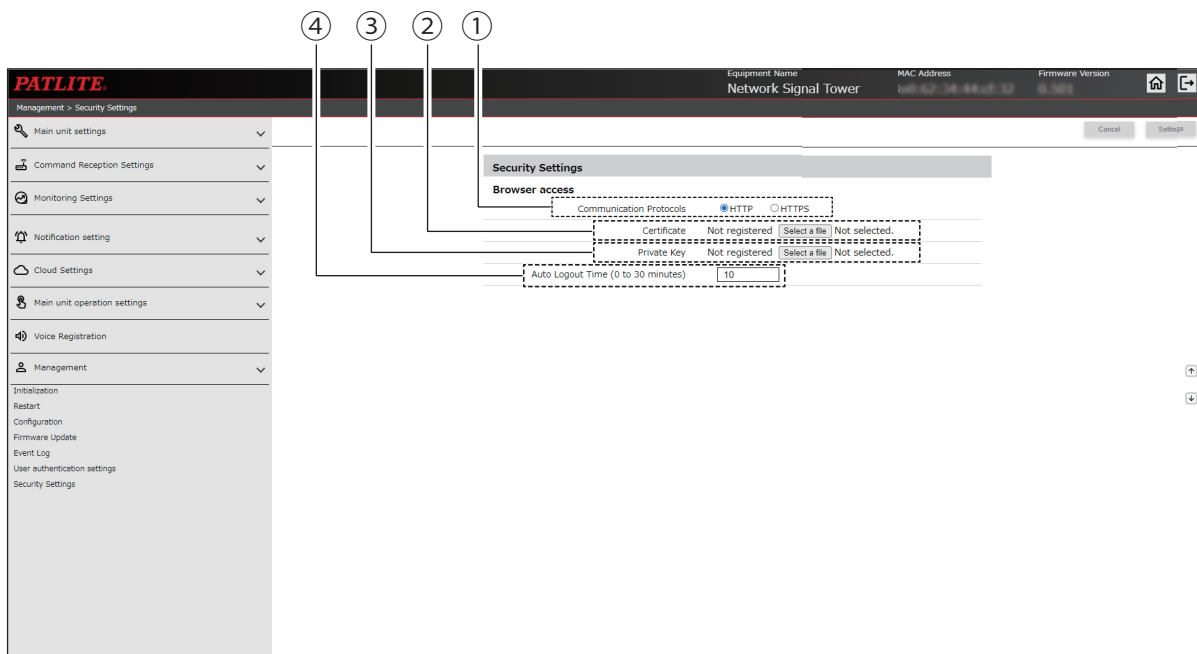 ④ ③ ② ①
PATLITE
Equipment Name
Network Signal Tower
MAC Address
Firmware Version
Management > Security Settings
Cancel
Settings
Main unit settings
Command Reception Settings
Monitoring Settings
Notification setting
Cloud Settings
Main unit operation settings
Voice Registration
Management
Initialization
Restart
Configuration
Firmware Update
Event Log
User authentication settings
Security Settings
Security Settings
Browser access
Communication Protocols HTTP HTTPS
Certificate Not registered Select a file Not selected.
Private Key Not registered Select a file Not selected.
Auto Logout Time (0 to 30 minutes) 10